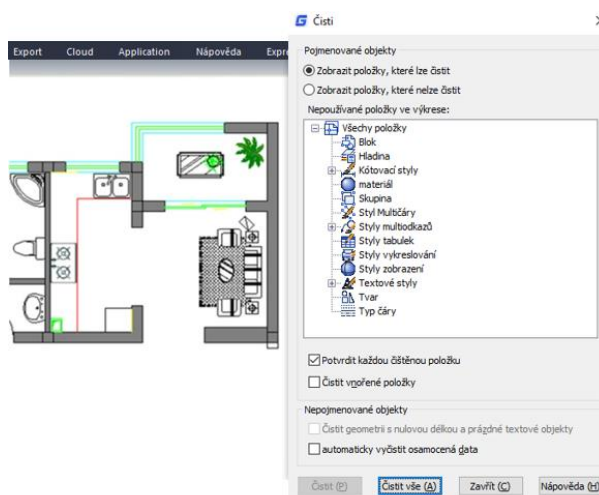 Čisti
Export Cloud Application Nápověda
Pojmenované objekty
Zobrazit položky, které lze čistit
Zobrazit položky, které nelze čistit
Nepoužívané položky ve výkrese:
Všechy položky
Blok
Hladina
Kótovací styly
materiál
Skupina
Styl Multičáry
Styly multiodkazů
Styly tabulek
Styly vykreslování
Styly zobrazení
Textové styly
Tvar
Typ čáry
Potvrdit každou čištěnou položku
Čistit vnořené položky
Nepojmenované objekty
Čistit geometrii s nulovou délkou a prázdné textové objekty
automaticky vyčistit osamocená data
Čistit (P) Čistit vše (A) Zavřít (C) Nápověda (H)